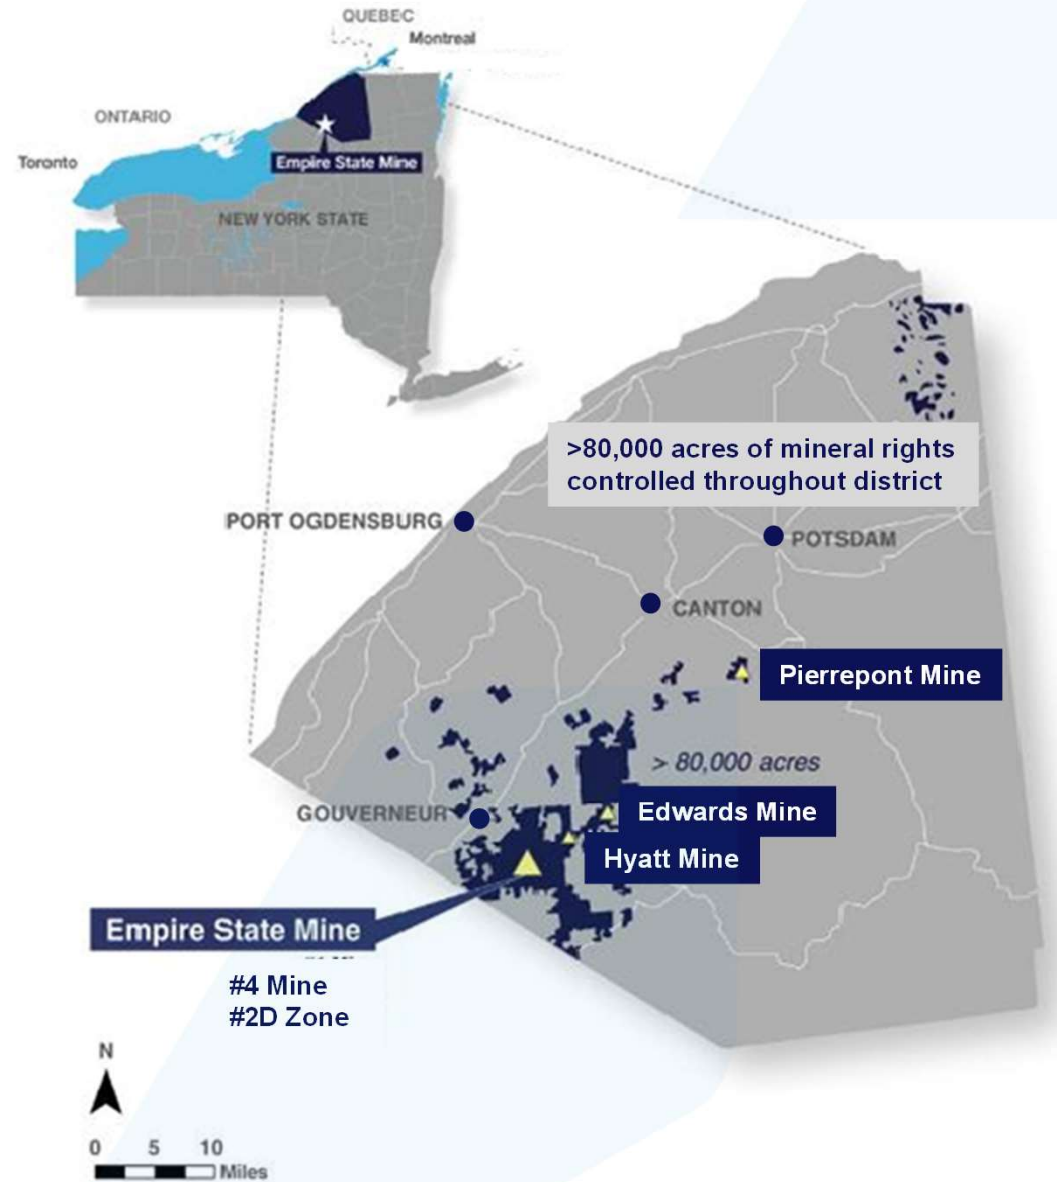 QUEBEC
Montreal
ONTARIO
Toronto
Empire State Mine
NEW YORK STATE
>80,000 acres of mineral rights
controlled throughout district
PORT OGDENSBURG
POTSDAM
CANTON
Pierrepont Mine
> 80,000 acres
GOUVERNEUR
Edwards Mine
Hyatt Mine
Empire State Mine
#4 Mine
#2D Zone
N
0 5 10
Miles